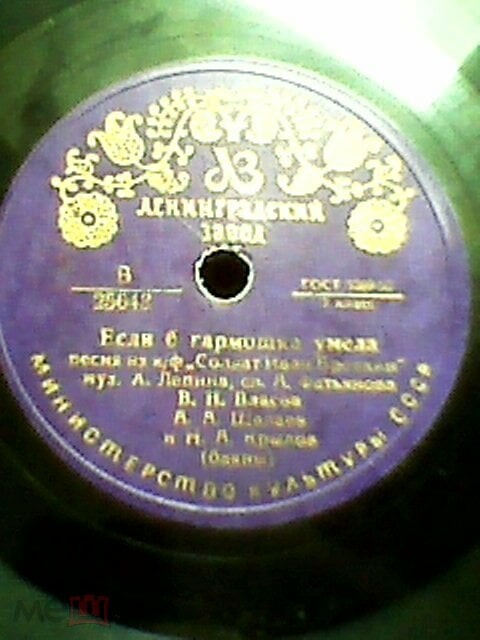 ЛЗ
ЛЕНИНГРАДСКИЙ
ЗАВОД
В
ГОСТ
Если б гармошка умела
песня из к/ф „Солдат Иван Бровкин"
муз. А. Лепина, сл. А. Фатьянова
В. П. Власов
А. А.
и Н. А. Крылов
(баяны)
МИНИСТЕРСТВО КУЛЬТУРЫ СССР